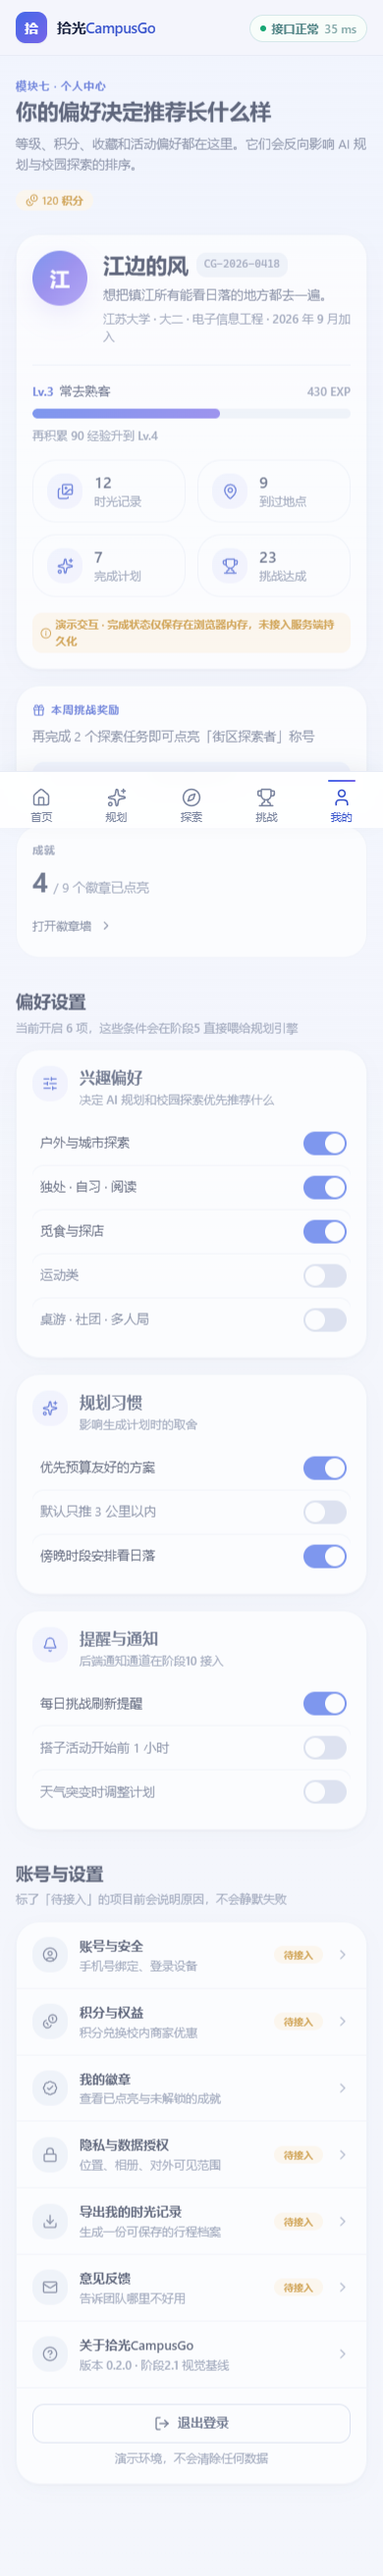 拾 拾光CampusGo 接口正常 35 ms
模块七 · 个人中心
你的偏好决定推荐长什么样
等级、积分、收藏和活动偏好都在这里。它们会反向影响 AI 规
划与校园探索的排序。
120 积分
江
江边的风 CG-2026-0418
想把镇江所有能看日落的地方都去一遍。
江苏大学 · 大二 · 电子信息工程 · 2026 年 9 月加
入
Lv.3 常去熟客 430 EXP
再积累 90 经验升到 Lv.4
12
时光记录
9
到过地点
7
完成计划
23
挑战达成
演示交互 · 完成状态仅保存在浏览器内存，未接入服务端持
久化
本周挑战奖励
再完成 2 个探索任务即可点亮「街区探索者」称号
首页 规划 探索 挑战 我的
成就
4 / 9 个徽章已点亮
打开徽章墙
偏好设置
当前开启 6 项，这些条件会在阶段5 直接喂给规划引擎
兴趣偏好
决定 AI 规划和校园探索优先推荐什么
户外与城市探索
独处 · 自习 · 阅读
觅食与探店
运动类
桌游 · 社团 · 多人局
规划习惯
影响生成计划时的取舍
优先预算友好的方案
默认只推 3 公里以内
傍晚时段安排看日落
提醒与通知
后端通知通道在阶段10 接入
每日挑战刷新提醒
搭子活动开始前 1 小时
天气突变时调整计划
账号与设置
标了「待接入」的项目前会说明原因，不会静默失败
账号与安全
手机号绑定、登录设备
待接入
积分与权益
积分兑换校内商家优惠
待接入
我的徽章
查看已点亮与未解锁的成就
隐私与数据授权
位置、相册、对外可见范围
待接入
导出我的时光记录
生成一份可保存的行程档案
待接入
意见反馈
告诉团队哪里不好用
待接入
关于拾光CampusGo
版本 0.2.0 · 阶段2.1 视觉基线
退出登录
演示环境，不会清除任何数据